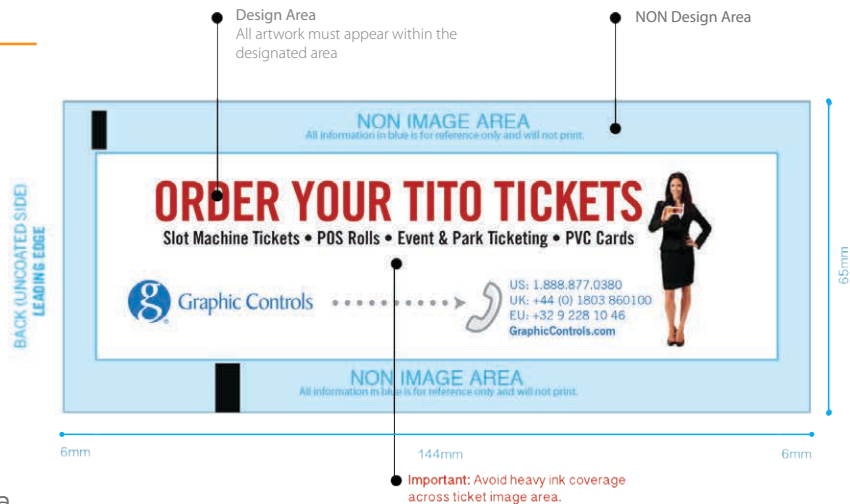 Design Area
All artwork must appear within the
designated area
NON Design Area
NON IMAGE AREA
All information in blue is for reference only and will not print.
BACK (UNCOATED SIDE)
LEADING EDGE
ORDER YOUR TITO TICKETS
Slot Machine Tickets • POS Rolls • Event & Park Ticketing • PVC Cards
g Graphic Controls
US: 1.888.877.0380
UK: +44 (0) 1803 860100
EU: +32 9 228 10 46
GraphicControls.com
65mm
NON IMAGE AREA
All information in blue is for reference only and will not print.
6mm
144mm
6mm
Important: Avoid heavy ink coverage
across ticket image area.